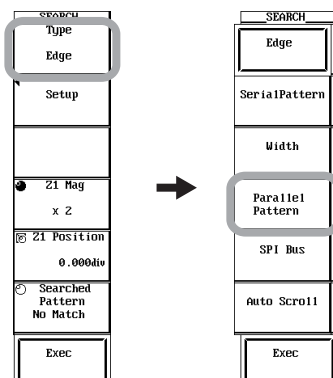 SEARCH
Type
Edge
Setup
Z1 Mag
x 2
Z1 Position
0.000div
Searched
Pattern
No Match
Exec
SEARCH
Edge
SerialPattern
Width
Parallel
Pattern
SPI Bus
Auto Scroll
Exec